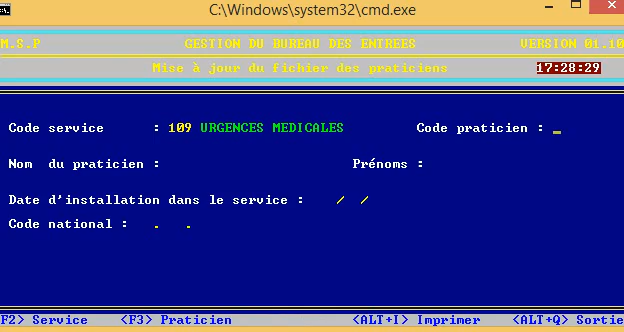 C:\Windows\system32\cmd.exe
M.S.P GESTION DU BUREAU DES ENTREES VERSION 01.10
Mise à jour du fichier des praticiens 17:28:29
Code service : 109 URGENCES MEDICALES Code praticien : _
Nom du praticien : Prénoms :
Date d'installation dans le service : / /
Code national : . .
F2> Service <F3> Praticien <ALT+I> Imprimer <ALT+Q> Sortie